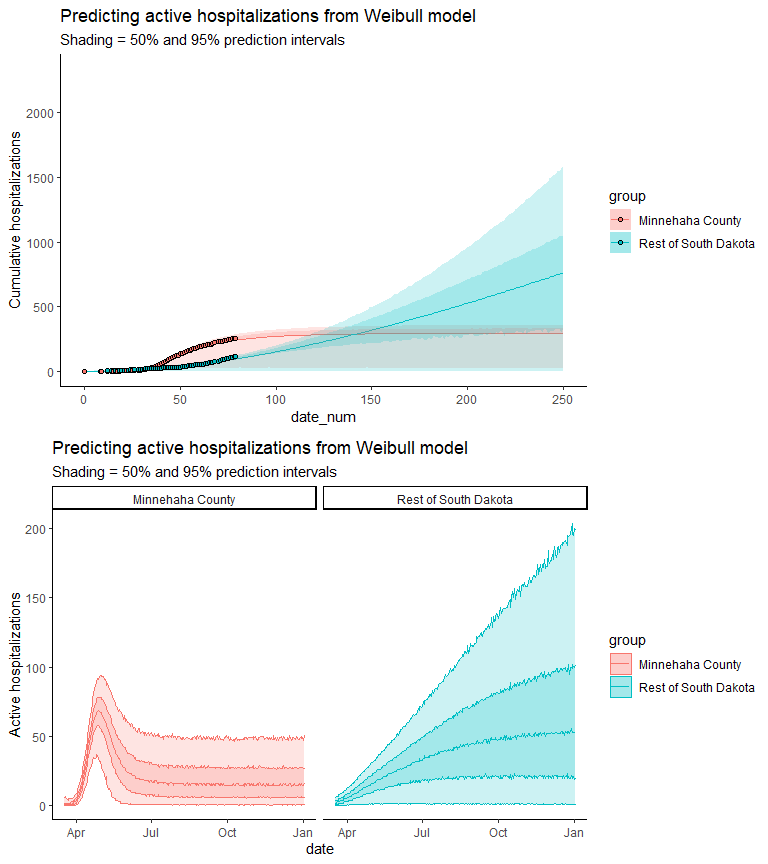 Predicting active hospitalizations from Weibull model
Shading = 50% and 95% prediction intervals
Cumulative hospitalizations
2000
1500
1000
500
0
0 50 100 150 200 250
date_num
group
Minnehaha County
Rest of South Dakota
Predicting active hospitalizations from Weibull model
Shading = 50% and 95% prediction intervals
Minnehaha County Rest of South Dakota
Active hospitalizations
200
150
100
50
0
Apr Jul Oct Jan Apr Jul Oct Jan
date
group
Minnehaha County
Rest of South Dakota